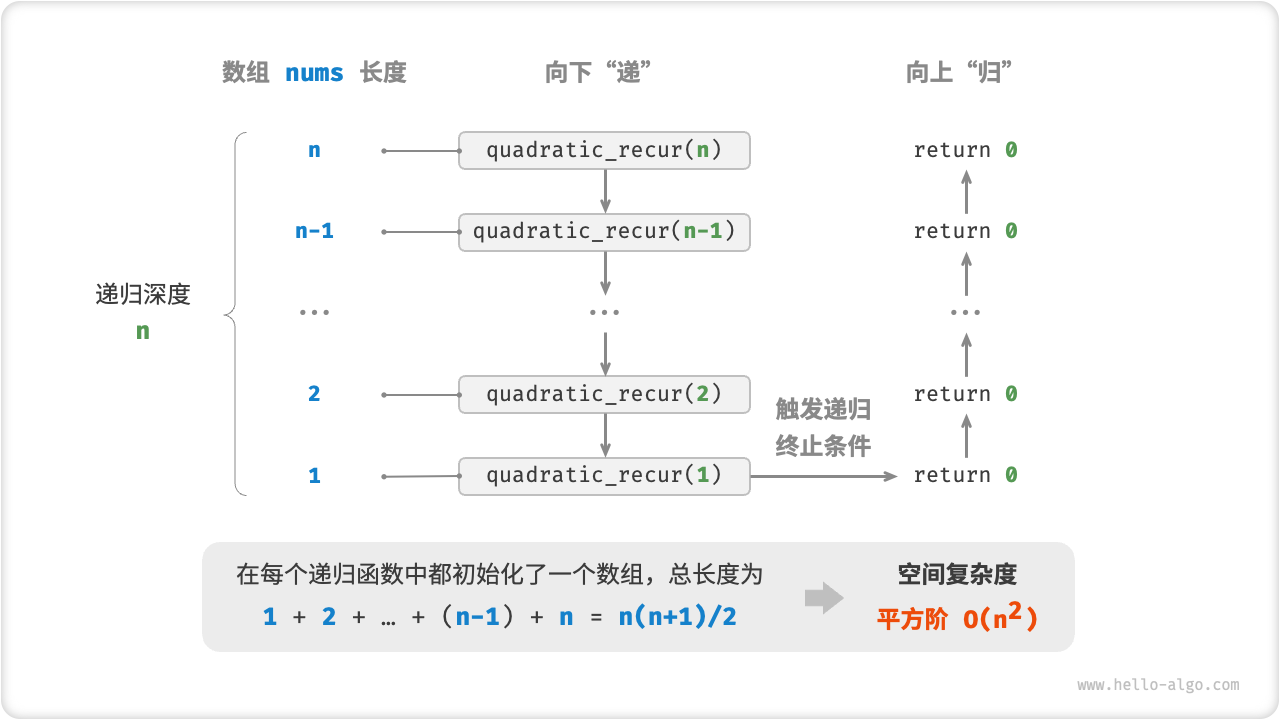 数组 nums 长度 向下“递” 向上“归”
n quadratic_recur(n) return 0
n-1 quadratic_recur(n-1) return 0
递归深度
n
... ... ...
2 quadratic_recur(2) return 0
触发递归
终止条件
1 quadratic_recur(1) return 0
在每个递归函数中都初始化了一个数组，总长度为
1 + 2 + … + (n-1) + n = n(n+1)/2
空间复杂度
平方阶 O(n²)
www.hello-algo.com